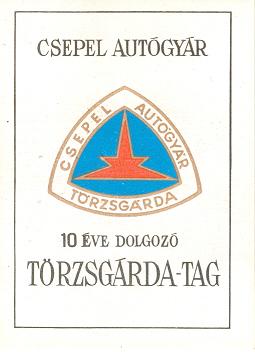 CSEPEL AUTÓGYÁR
CSEPEL AUTÓGYÁR
TÖRZSGÁRDA
10 ÉVE DOLGOZÓ
TÖRZSGÁRDA-TAG